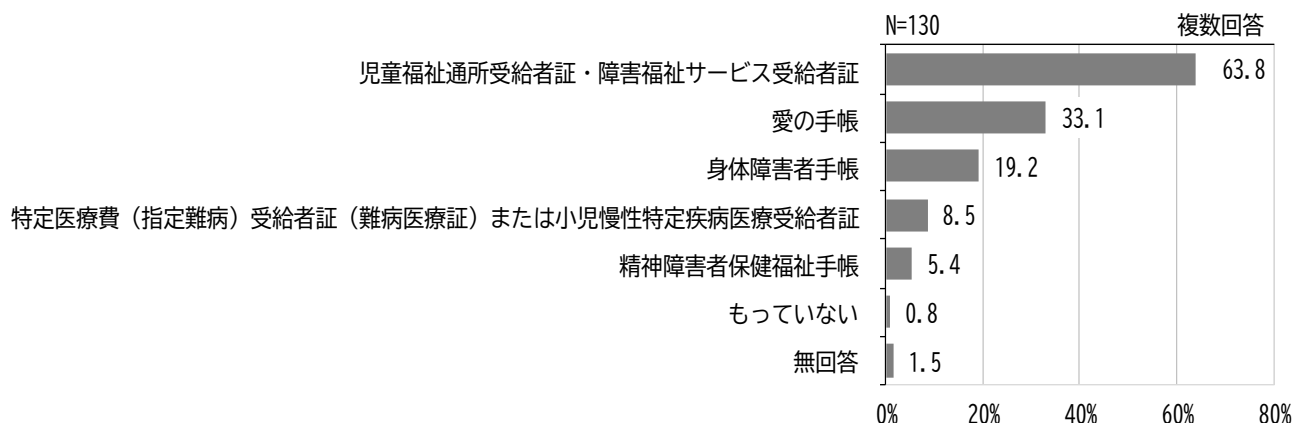 N=130 複数回答
児童福祉通所受給者証・障害福祉サービス受給者証 63.8
愛の手帳 33.1
身体障害者手帳 19.2
特定医療費（指定難病）受給者証（難病医療証）または小児慢性特定疾病医療受給者証 8.5
精神障害者保健福祉手帳 5.4
もっていない 0.8
無回答 1.5
0% 20% 40% 60% 80%